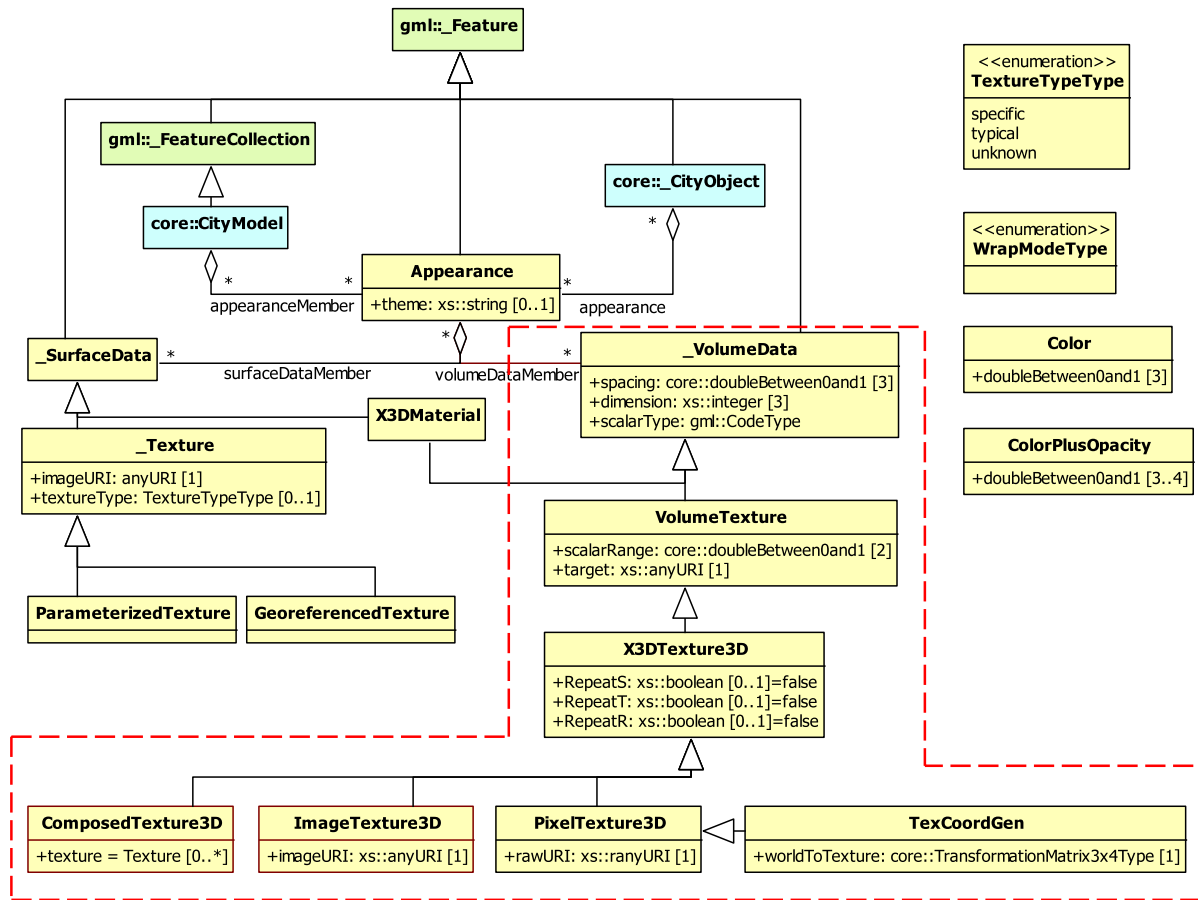 gml::_Feature
<<enumeration>>
TextureTypeType
specific
typical
unknown
gml::_FeatureCollection
core::_CityObject
core::CityModel
*
<<enumeration>>
WrapModeType
Appearance
+theme: xs::string [0..1]
*
*
*
appearanceMember
appearance
*
_SurfaceData
*
*
surfaceDataMember
volumeDataMember
_VolumeData
+spacing: core::doubleBetween0and1 [3]
+dimension: xs::integer [3]
+scalarType: gml::CodeType
Color
+doubleBetween0and1 [3]
X3DMaterial
_Texture
+imageURI: anyURI [1]
+textureType: TextureTypeType [0..1]
ColorPlusOpacity
+doubleBetween0and1 [3..4]
VolumeTexture
+scalarRange: core::doubleBetween0and1 [2]
+target: xs::anyURI [1]
ParameterizedTexture
GeoreferencedTexture
X3DTexture3D
+RepeatS: xs::boolean [0..1]=false
+RepeatT: xs::boolean [0..1]=false
+RepeatR: xs::boolean [0..1]=false
ComposedTexture3D
+texture = Texture [0..*]
ImageTexture3D
+imageURI: xs::anyURI [1]
PixelTexture3D
+rawURI: xs::ranyURI [1]
TexCoordGen
+worldToTexture: core::TransformationMatrix3x4Type [1]